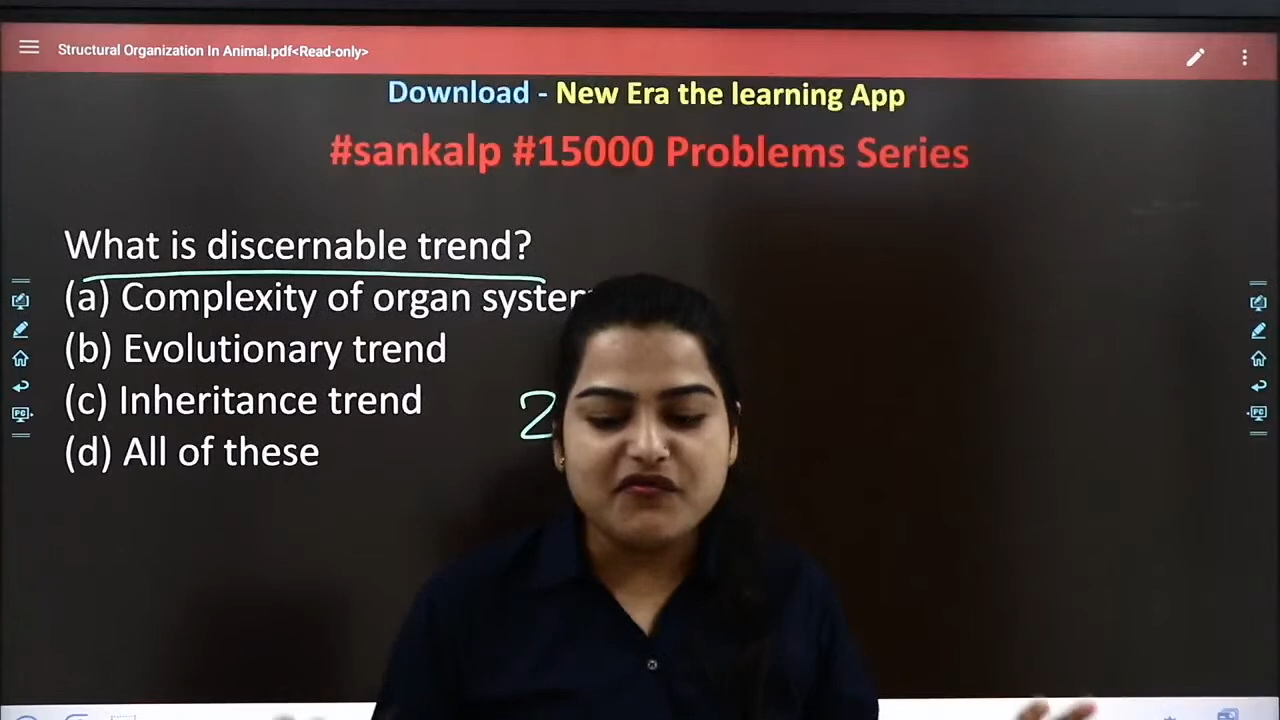 Structural Organization In Animal.pdf<Read-only>
Download - New Era the learning App
#sankalp #15000 Problems Series
What is discernable trend?
(a) Complexity of organ
(b) Evolutionary trend
(c) Inheritance trend
2
(d) All of these